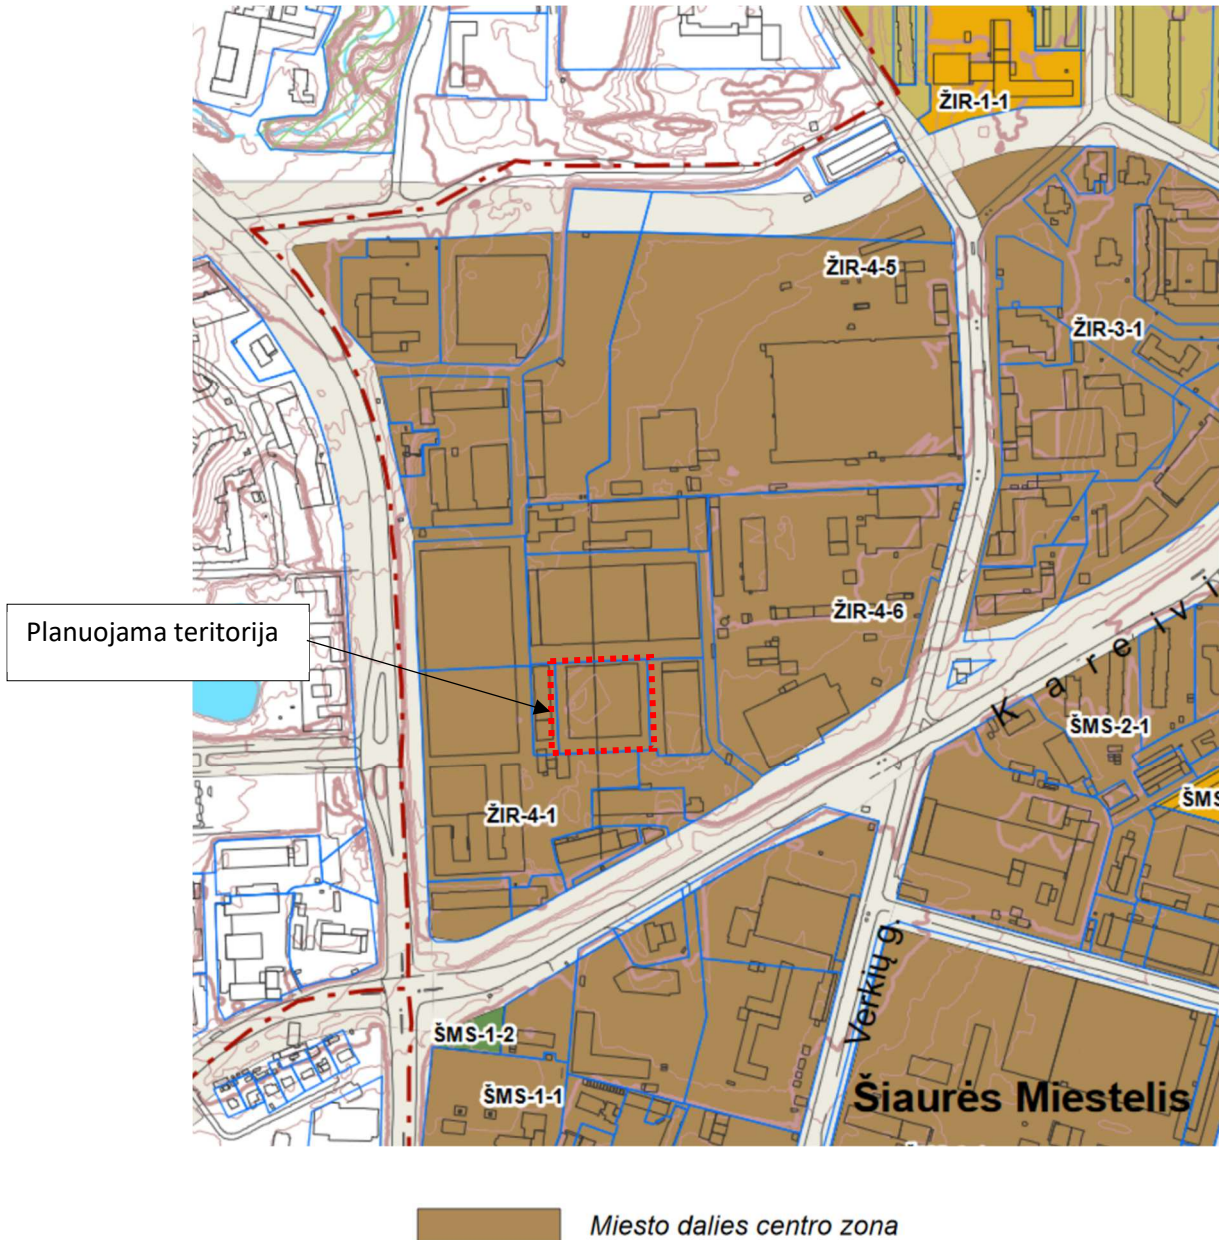 ŽIR-1-1
ŽIR-4-5
ŽIR-3-1
ŽIR-4-6
Planuojama teritorija
Kareivi
ŠMS-2-1
ŠMS
ŽIR-4-1
Verkių g.
ŠMS-1-2
ŠMS-1-1
Šiaurės Miestelis
Miesto dalies centro zona